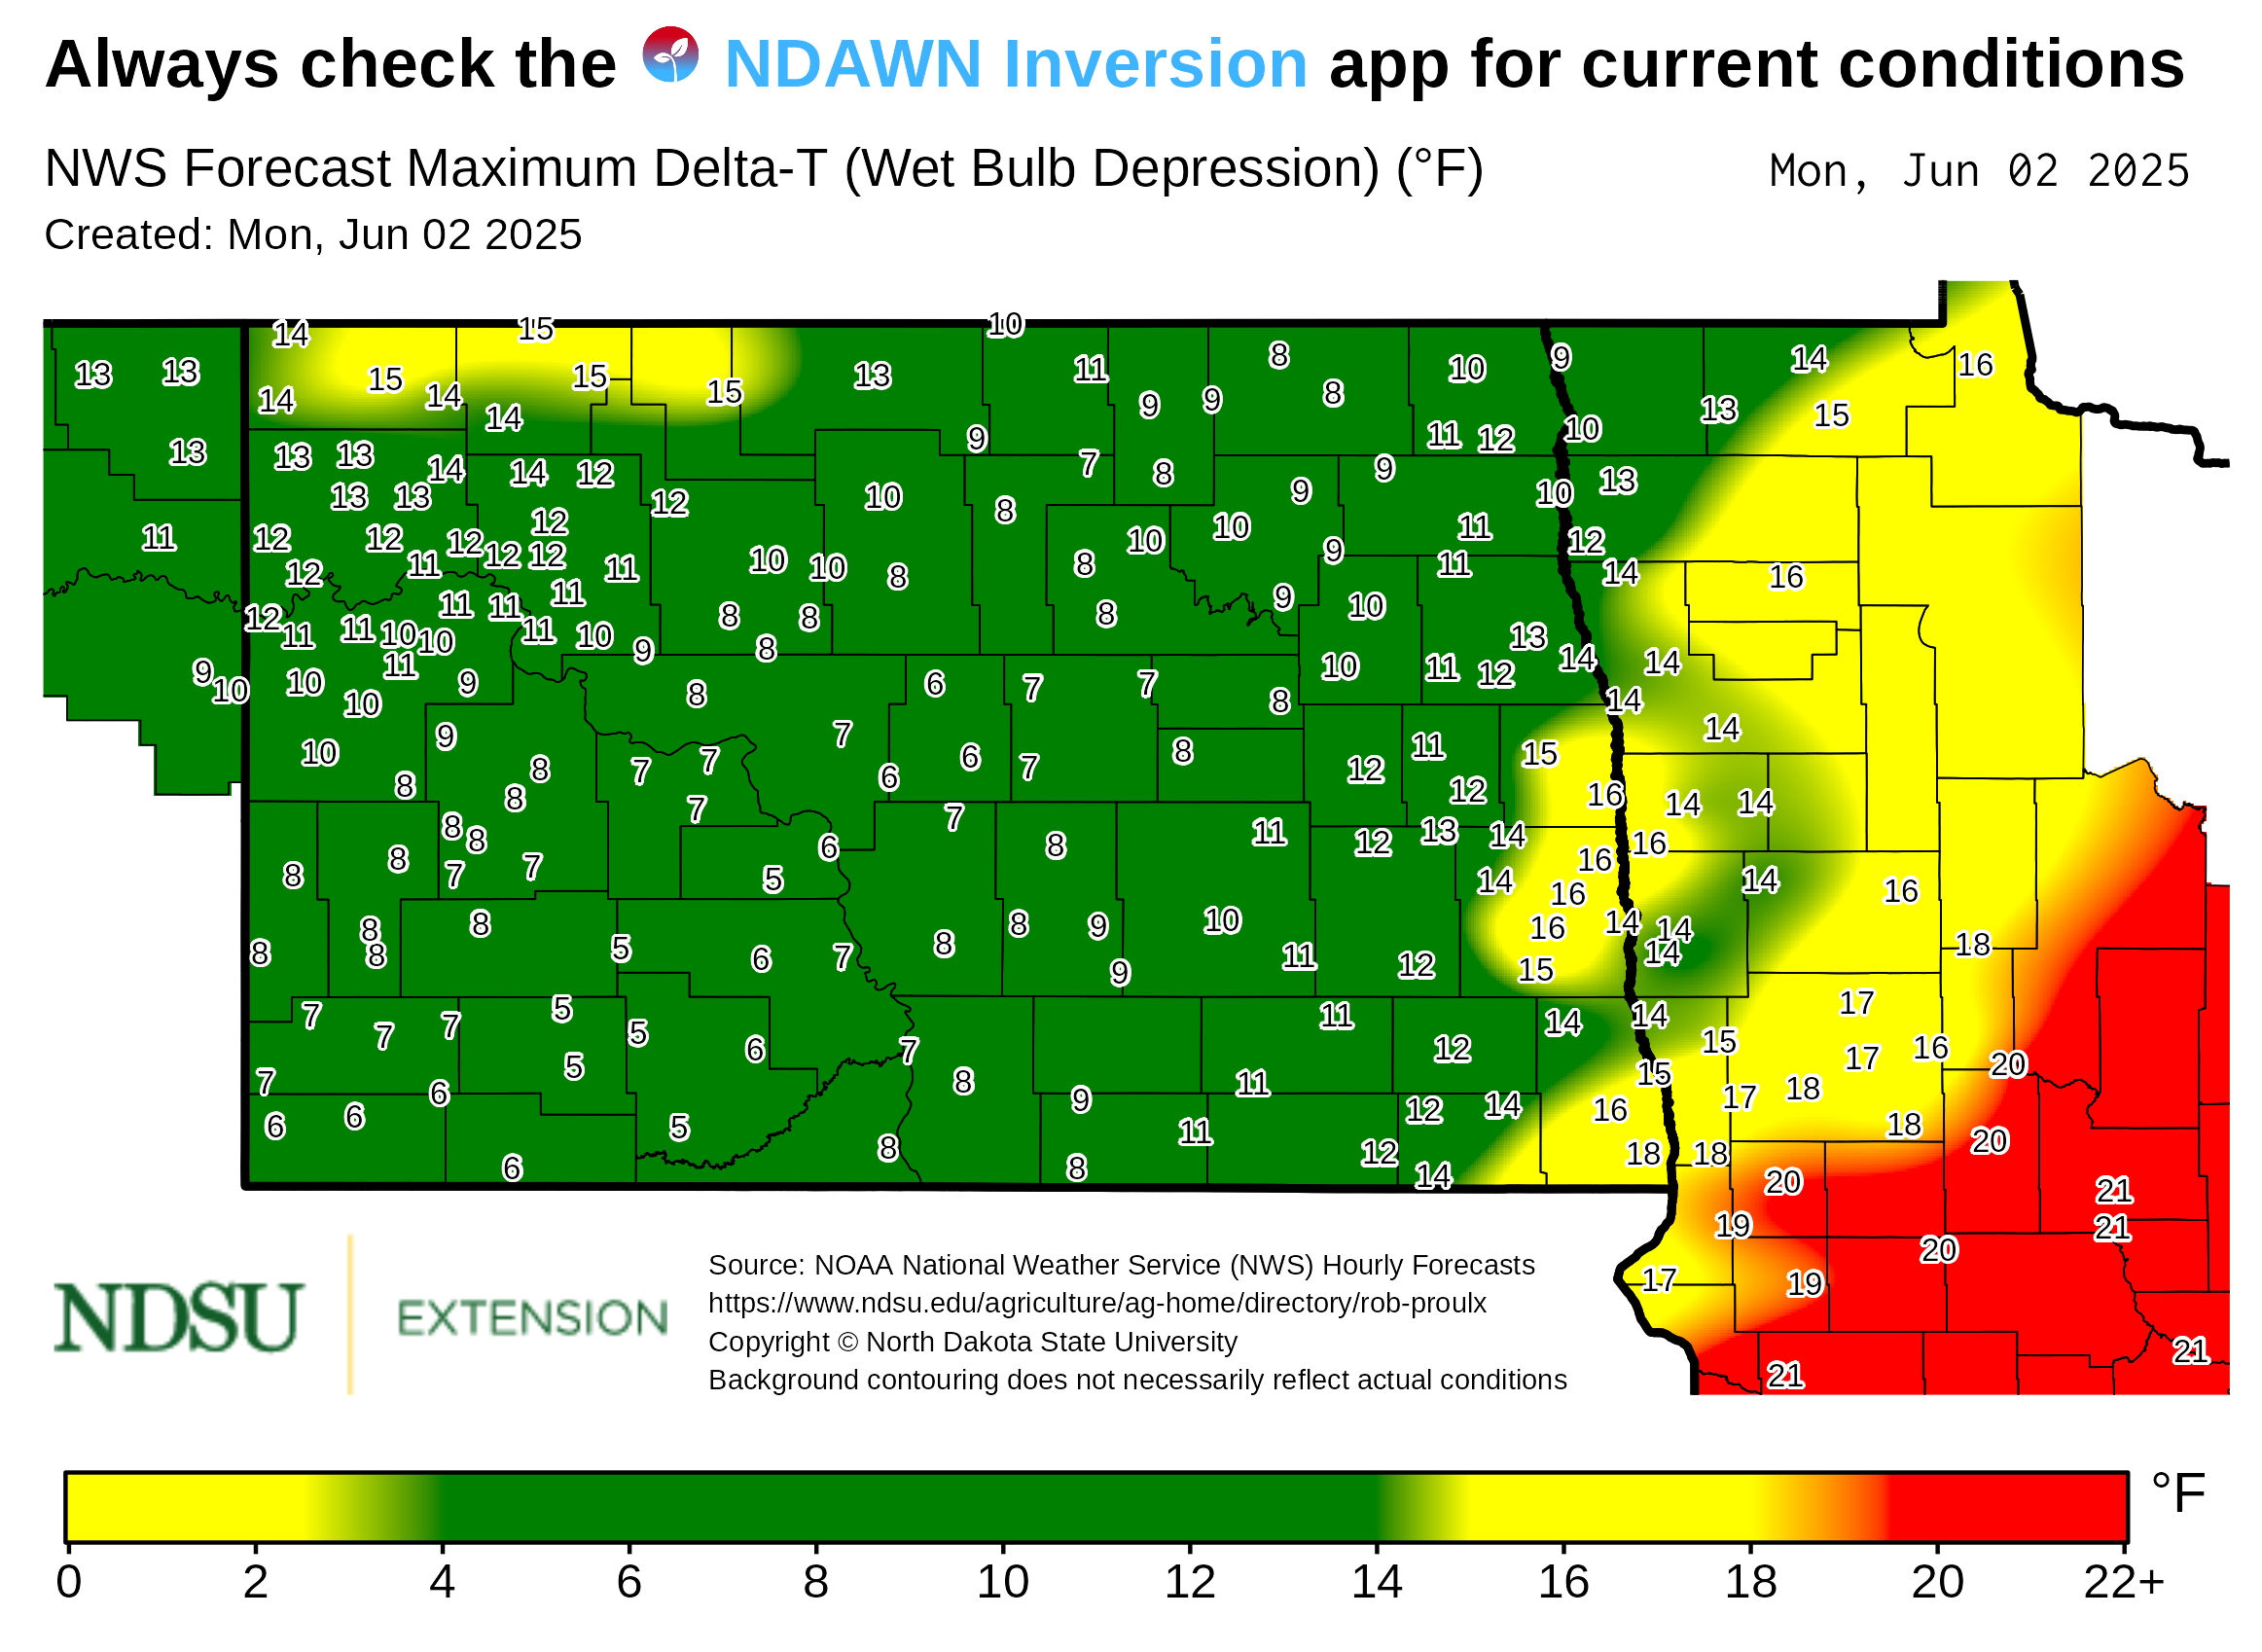 Always check the NDAWN Inversion app for current conditions
NWS Forecast Maximum Delta-T (Wet Bulb Depression) (°F) Mon, Jun 02 2025
Created: Mon, Jun 02 2025
14 15 10
13 13 15 15 15 13 11 8 10 9 14 16
14 14 14 9 9 8 13 15
13 13 13 14 14 12 9 7 8 11 12 10
13 13 12 10 8 9 9 10 13
11 12 12 12 12 12 12 11 10 10 9 11 12
12 11 11 10 10 8 8 11 14 16
12 11 11 11 8 8 8 9 10
11 11 10 10 11 10 9 8 13 14 14
9 10 10 11 9 8 6 7 7 10 11 12
10 9 7 8 14 14
10 8 7 7 6 7 8 12 11 15
8 8 7 6 12 16 14 14
8 8 7 11 12 13 14 16
8 8 7 7 6 5 8 14 16 16 14 16
8 8 8 8 9 10 16 14 14
8 8 5 6 7 8 9 11 12 15 14 18
7 7 7 5 5 11 14 14 15 17
7 6 5 6 7 8 11 12 15 17 16 20
6 6 5 9 11 12 14 16 17 18 18
6 8 8 12 14 18 18 20
20 21
19 21
17 19 20
21
21
NDSU EXTENSION
Source: NOAA National Weather Service (NWS) Hourly Forecasts
https://www.ndsu.edu/agriculture/ag-home/directory/rob-proulx
Copyright © North Dakota State University
Background contouring does not necessarily reflect actual conditions
°F
0 2 4 6 8 10 12 14 16 18 20 22+